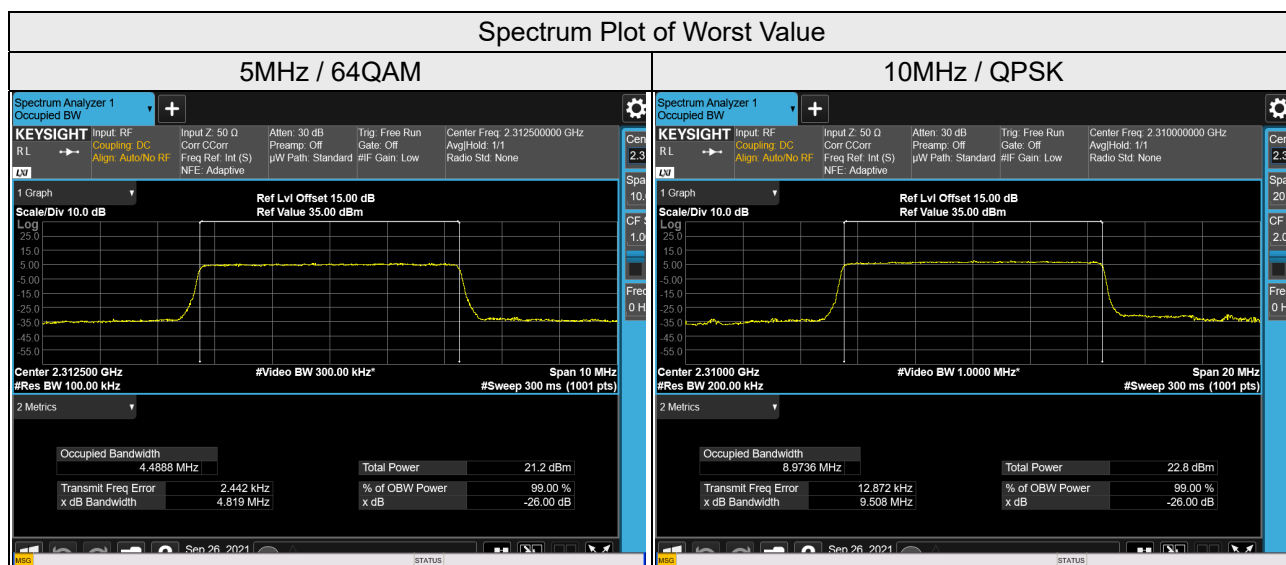 Spectrum Plot of Worst Value
5MHz / 64QAM
10MHz / QPSK
Spectrum Analyzer 1
Occupied BW
KEYSIGHT
RL
LXI
Input: RF
Coupling: DC
Align: Auto/No RF
Input Z: 50 Ω
Corr CCorr
Freq Ref: Int (S)
NFE: Adaptive
Atten: 30 dB
Preamp: Off
µW Path: Standard
Trig: Free Run
Gate: Off
#IF Gain: Low
Center Freq: 2.312500000 GHz
Avg|Hold: 1/1
Radio Std: None
1 Graph
Scale/Div 10.0 dB
Ref Lvl Offset 15.00 dB
Ref Value 35.00 dBm
Log
25.0
15.0
5.00
-5.00
-15.0
-25.0
-35.0
-45.0
-55.0
Center 2.312500 GHz
#Res BW 100.00 kHz
#Video BW 300.00 kHz*
Span 10 MHz
#Sweep 300 ms (1001 pts)
2 Metrics
Occupied Bandwidth
4.4888 MHz
Transmit Freq Error 2.442 kHz
x dB Bandwidth 4.819 MHz
Total Power 21.2 dBm
% of OBW Power 99.00 %
x dB -26.00 dB
Sep 26, 2021
MSG
STATUS
Spectrum Analyzer 1
Occupied BW
KEYSIGHT
RL
LXI
Input: RF
Coupling: DC
Align: Auto/No RF
Input Z: 50 Ω
Corr CCorr
Freq Ref: Int (S)
NFE: Adaptive
Atten: 30 dB
Preamp: Off
µW Path: Standard
Trig: Free Run
Gate: Off
#IF Gain: Low
Center Freq: 2.310000000 GHz
Avg|Hold: 1/1
Radio Std: None
1 Graph
Scale/Div 10.0 dB
Ref Lvl Offset 15.00 dB
Ref Value 35.00 dBm
Log
25.0
15.0
5.00
-5.00
-15.0
-25.0
-35.0
-45.0
-55.0
Center 2.31000 GHz
#Res BW 200.00 kHz
#Video BW 1.0000 MHz*
Span 20 MHz
#Sweep 300 ms (1001 pts)
2 Metrics
Occupied Bandwidth
8.9736 MHz
Transmit Freq Error 12.872 kHz
x dB Bandwidth 9.508 MHz
Total Power 22.8 dBm
% of OBW Power 99.00 %
x dB -26.00 dB
Sep 26, 2021
MSG
STATUS